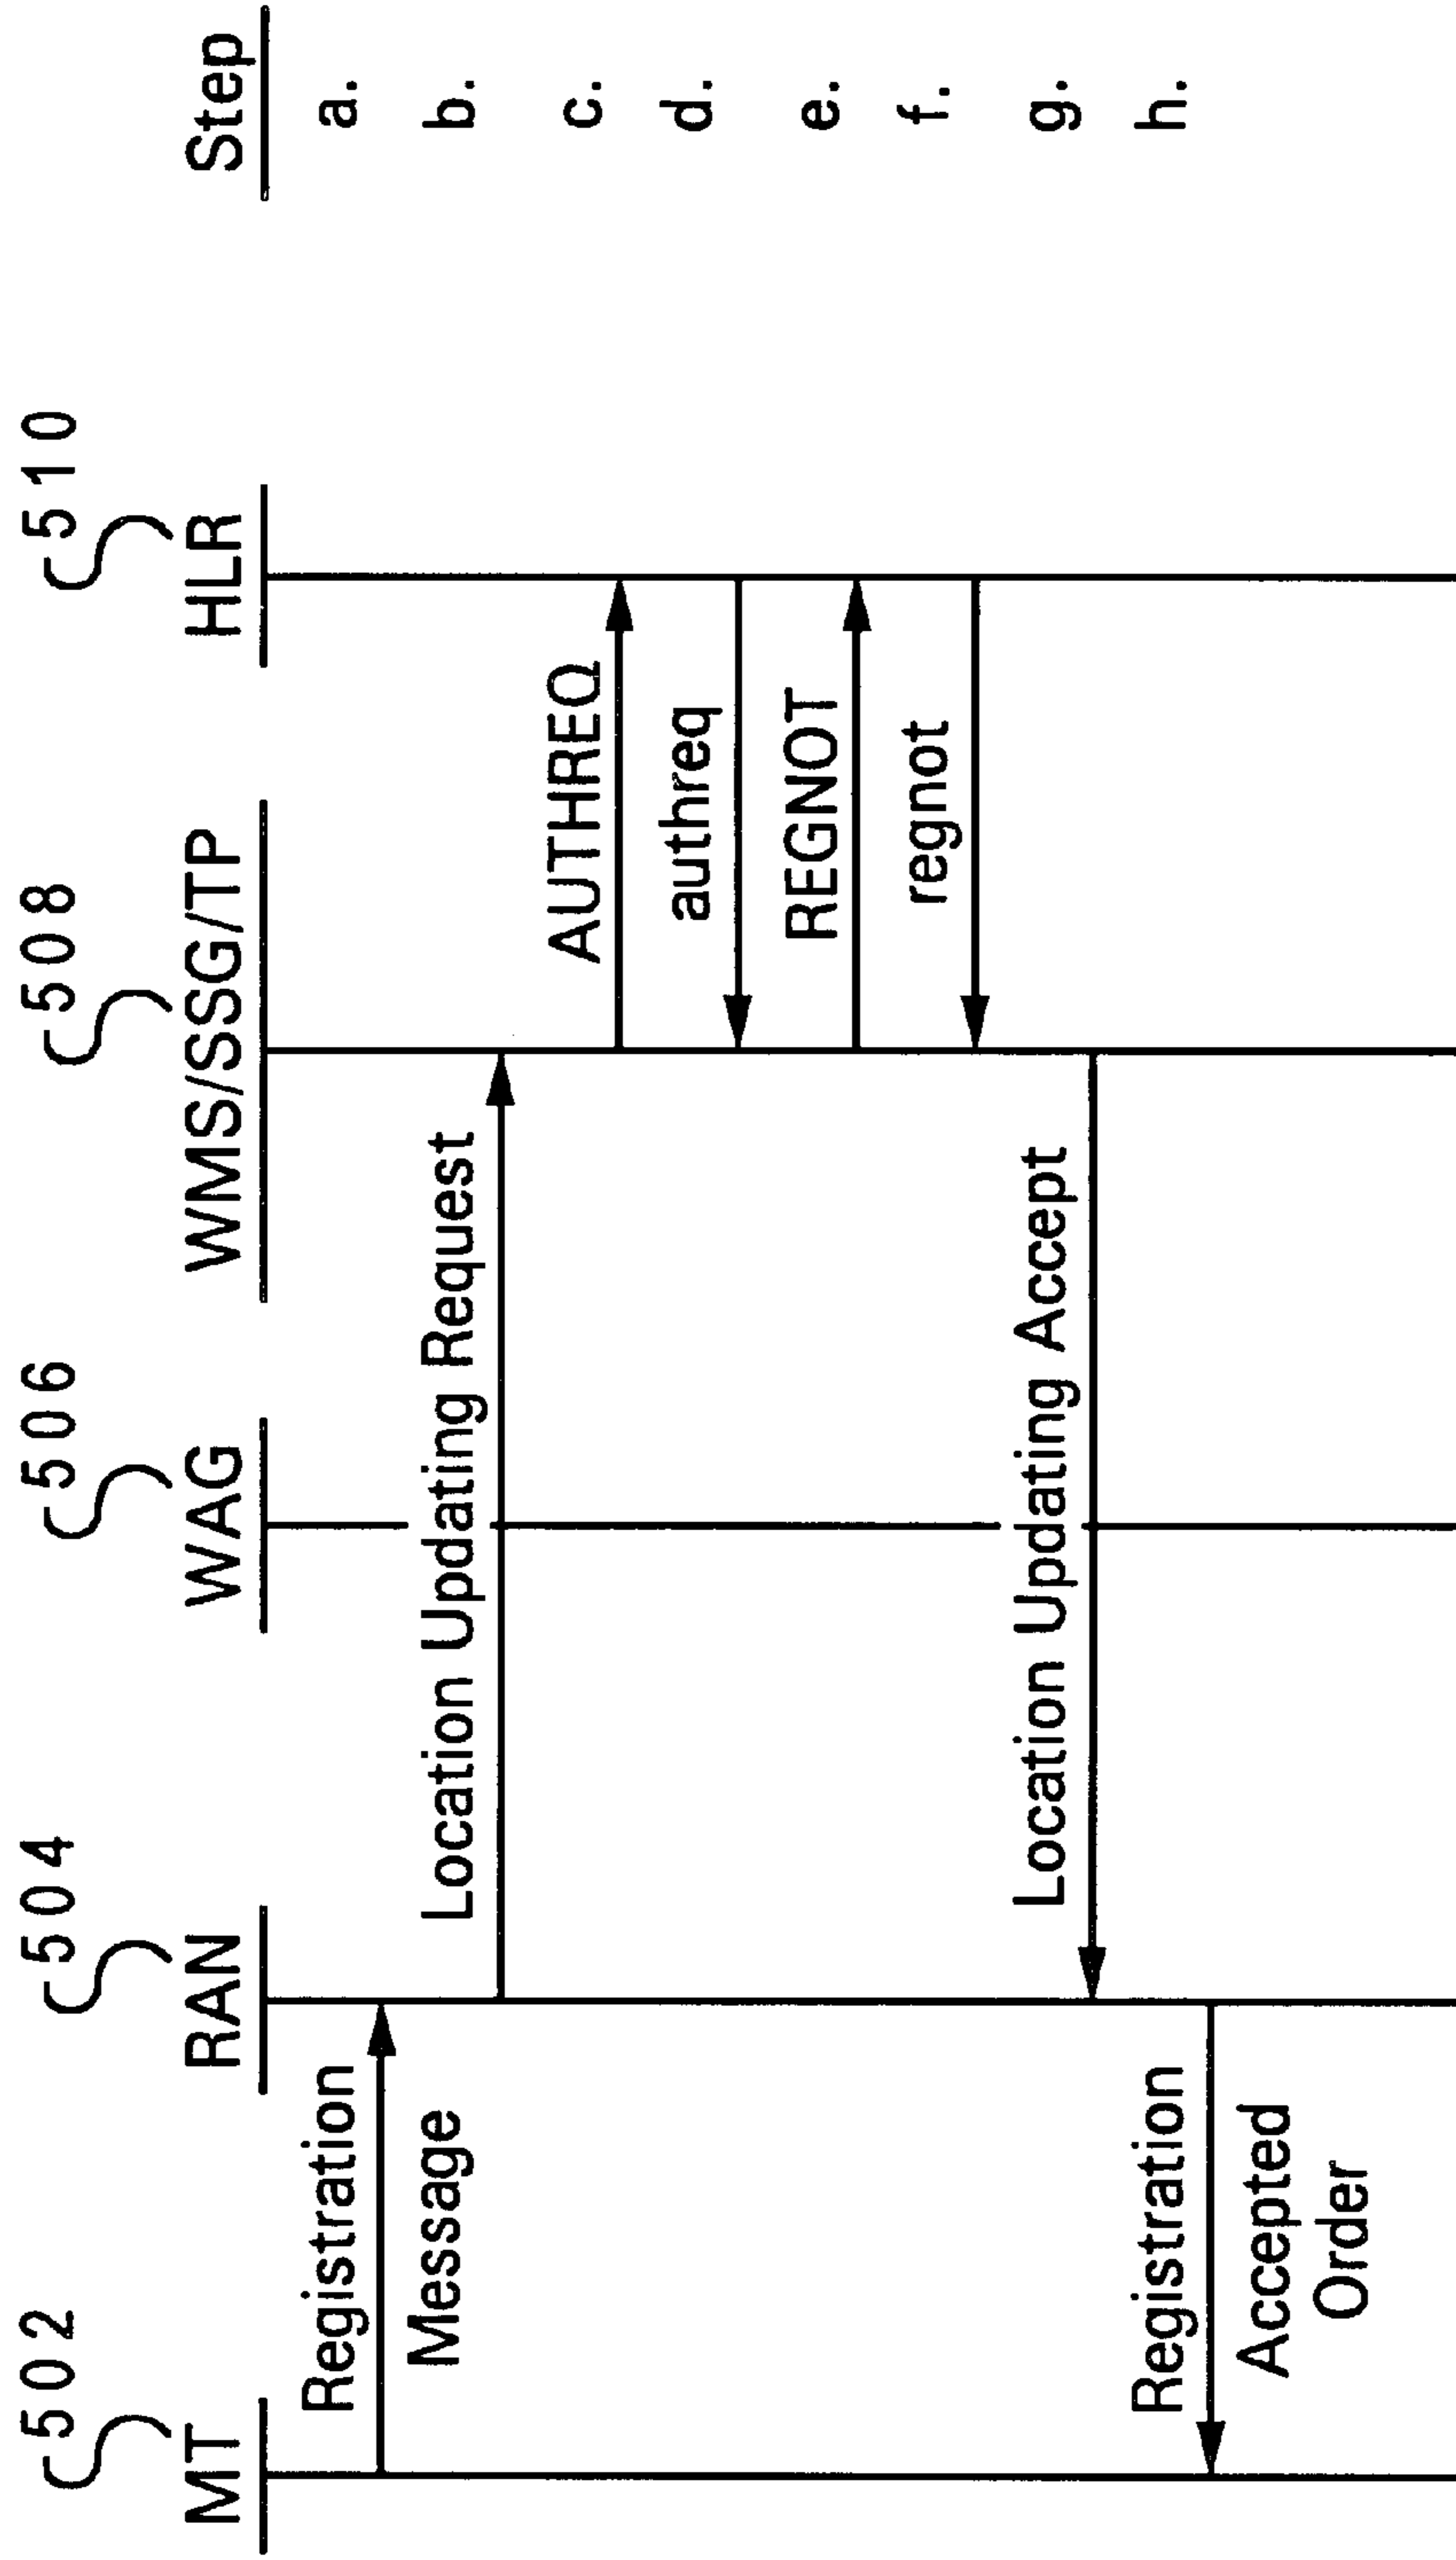 502 504 506 508 510
MT RAN WAG WMS/SSG/TP HLR Step
Registration a.
Message
Location Updating Request b.
AUTHREQ c.
authreq d.
REGNOT e.
regnot f.
Location Updating Accept g.
Registration h.
Accepted
Order